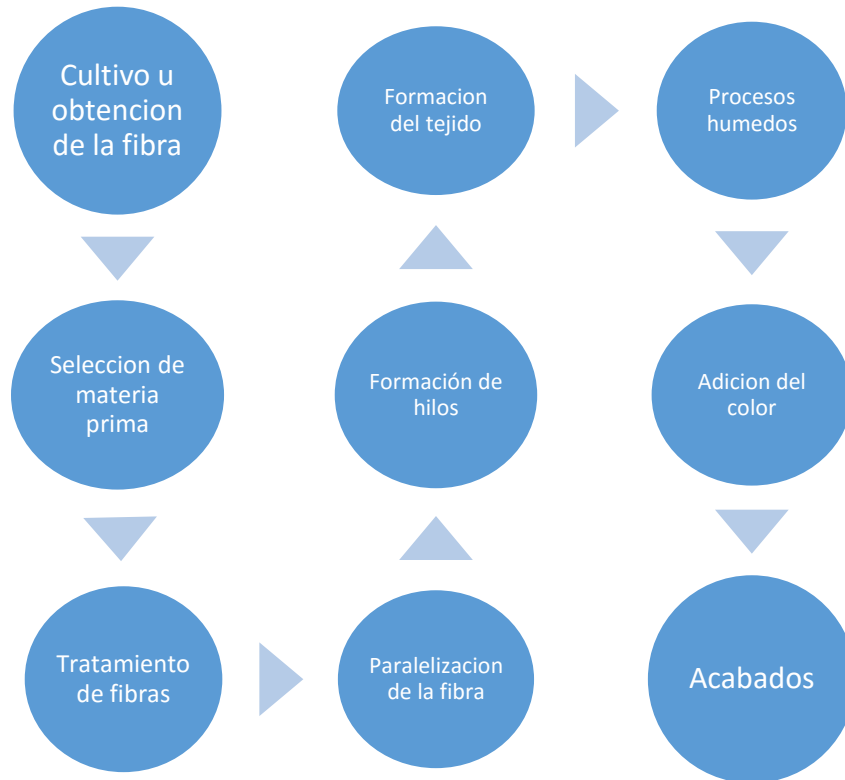 Cultivo u
obtencion
de la fibra
Seleccion de
materia
prima
Tratamiento
de fibras
Paralelizacion
de la fibra
Formación de
hilos
Formacion
del tejido
Procesos
humedos
Adicion del
color
Acabados